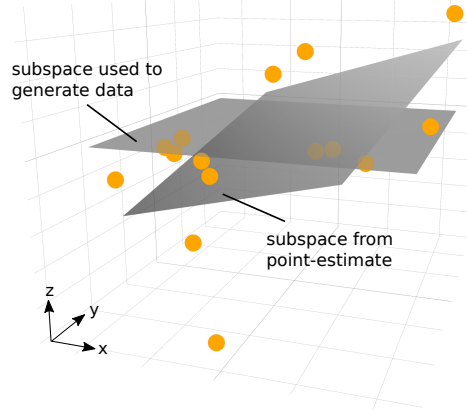 subspace used to
generate data
subspace from
point-estimate
z
y
x